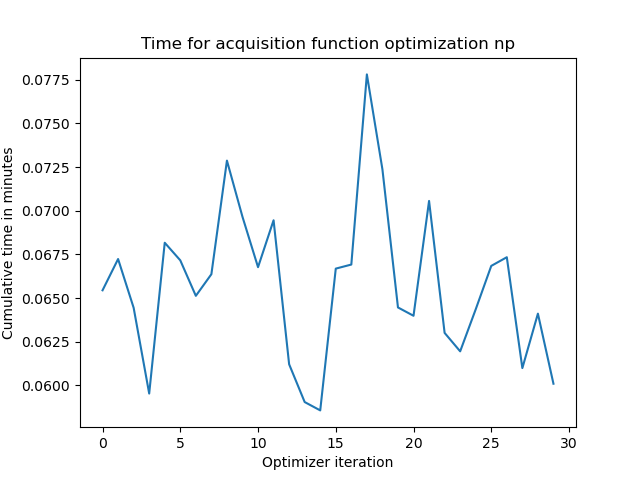 Time for acquisition function optimization np
Cumulative time in minutes
0.0775
0.0750
0.0725
0.0700
0.0675
0.0650
0.0625
0.0600
0 5 10 15 20 25 30
Optimizer iteration